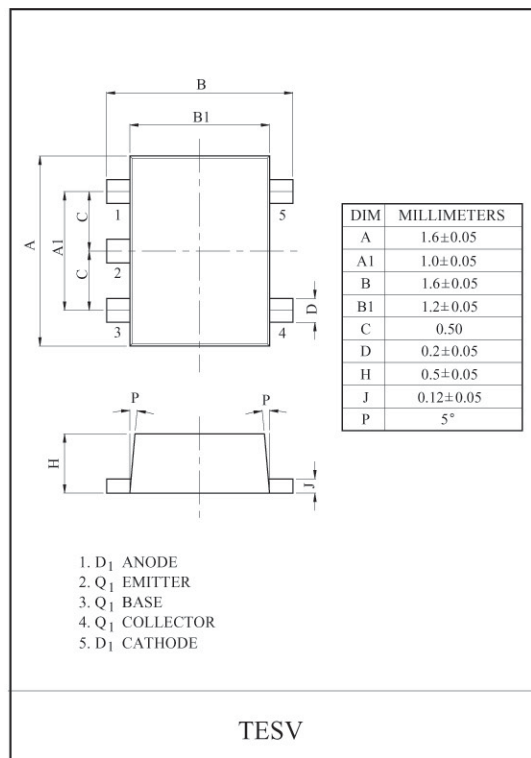 B
B1
A
A1
C
C
1
2
3
5
4
D
DIM MILLIMETERS
A 1.6±0.05
A1 1.0±0.05
B 1.6±0.05
B1 1.2±0.05
C 0.50
D 0.2±0.05
H 0.5±0.05
J 0.12±0.05
P 5°
P P
H
J
1. D1 ANODE
2. Q1 EMITTER
3. Q1 BASE
4. Q1 COLLECTOR
5. D1 CATHODE
TESV